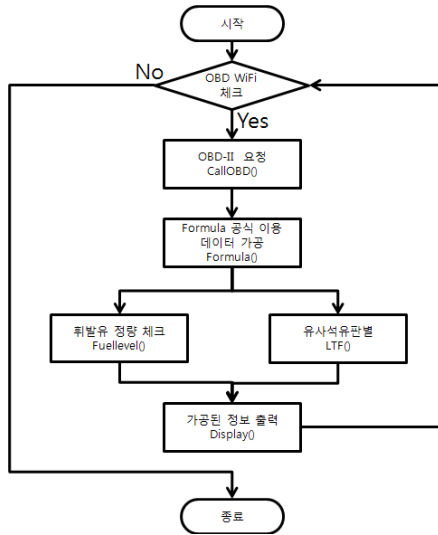 시작
No
OBD WiFi
체크
Yes
OBD-II 요청
CallOBD()
Formula 공식 이용
데이터 가공
Formula()
휘발유 정량 체크
Fuellevel()
유사석유판별
LTF()
가공된 정보 출력
Display()
종료